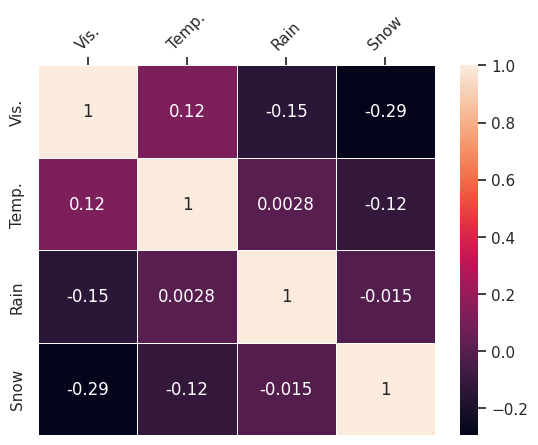 Vis. Temp. Rain Snow
Vis. 1 0.12 -0.15 -0.29
Temp. 0.12 1 0.0028 -0.12
Rain -0.15 0.0028 1 -0.015
Snow -0.29 -0.12 -0.015 1
1.0
0.8
0.6
0.4
0.2
0.0
−0.2